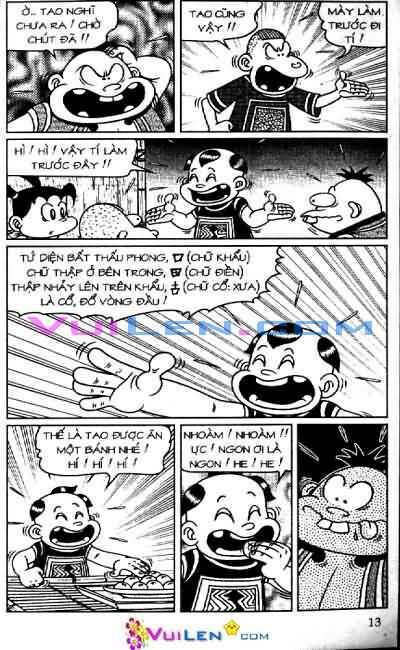 Ờ.. TAO NGHĨ
CHƯA RA! CHỜ
CHÚT ĐÃ!!
TAO CŨNG
VẬY!!
MÀY LÀM
TRƯỚC ĐI
TÍ!
HÌ! HÌ! VẬY TÍ LÀM
TRƯỚC ĐÂY!!
TỨ DIỆN BẤT THẤU PHONG, 口 (CHỮ KHẨU)
CHỮ THẬP Ở BÊN TRONG, 田 (CHỮ ĐIỀN)
THẬP NHẢY LÊN TRÊN KHẨU, 古 (CHỮ CỔ: XƯA)
LÀ CỔ, ĐỔ VÒNG ĐẦU!
VUILEN.COM
THẾ LÀ TAO ĐƯỢC ĂN
MỘT BÁNH NHÉ!
HÍ! HÍ! HÍ!
NHOÀM! NHOÀM!!
ỰC! NGON ƠI LÀ
NGON! HE! HE!
13
VUILEN.COM